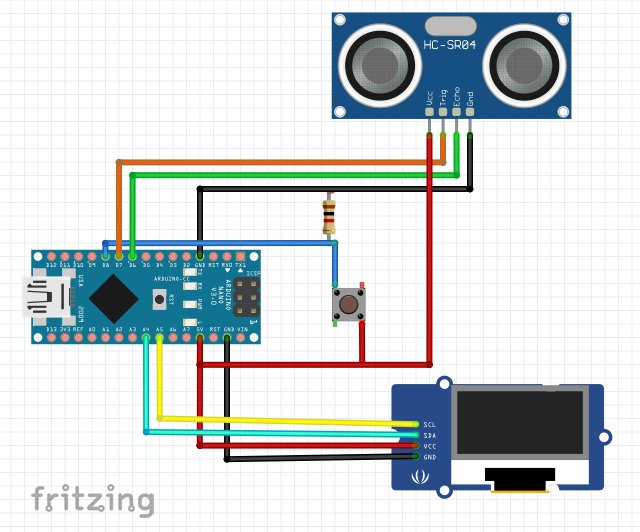 HC-SR04
Vcc Trig Echo Gnd
D12 D11 D10 D9 D8 D7 D6 D5 D4 D3 D2 GND RST RX0 TX1
TX
RX
PWR
L
USA
2009
ARDUINO.CC
RST
ARDUINO
NANO
V3.0
ICSP
1
D13 3V3 REF A0 A1 A2 A3 A4 A5 A6 A7 5V RST GND VIN
SCL
SDA
VCC
GND
fritzing